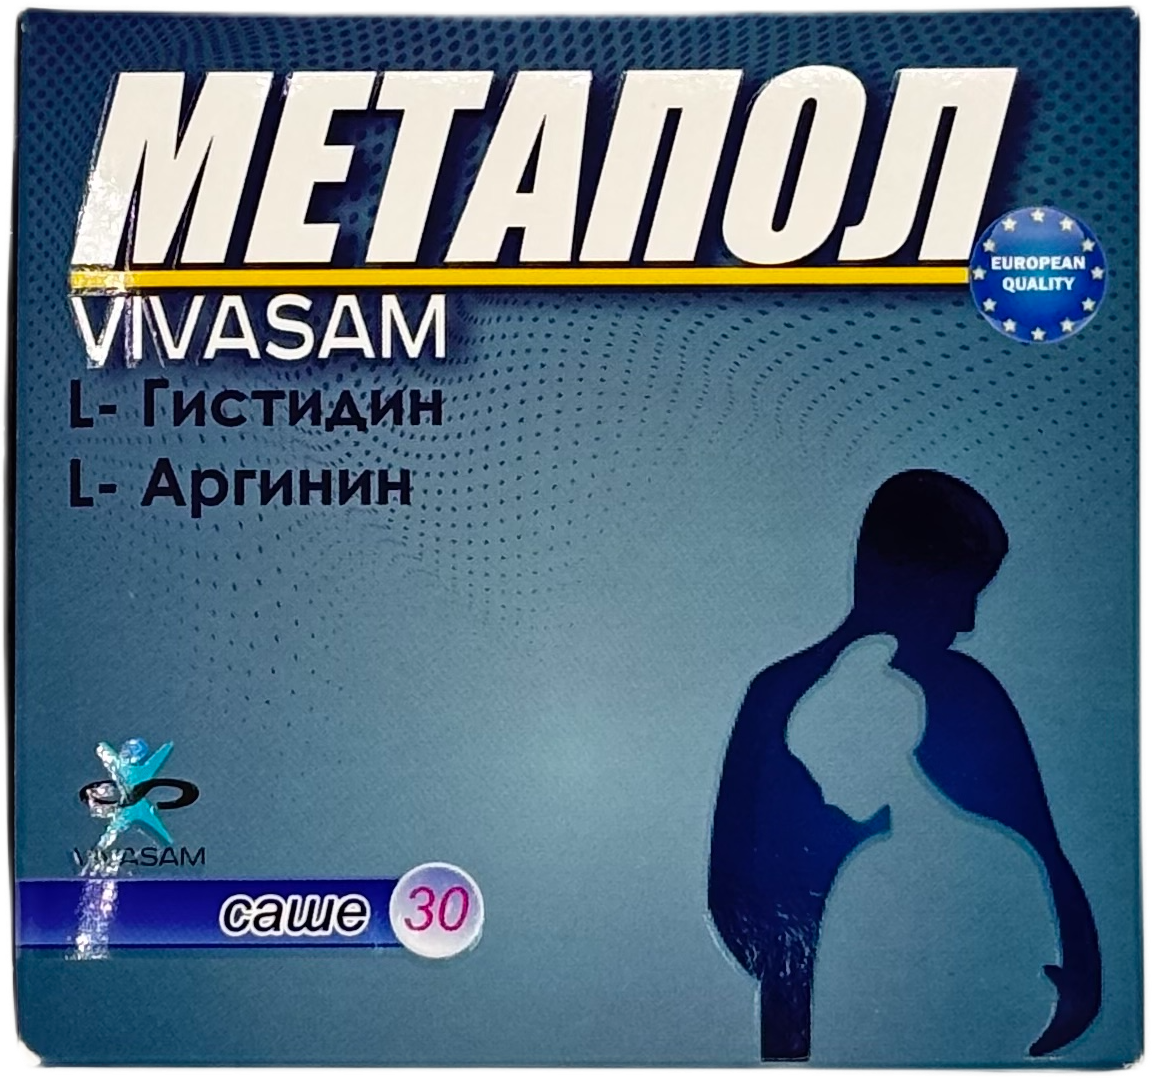 МЕТАПОЛ
EUROPEAN
QUALITY
VIVASAM
L- Гистидин
L- Аргинин
VIVASAM
саше 30